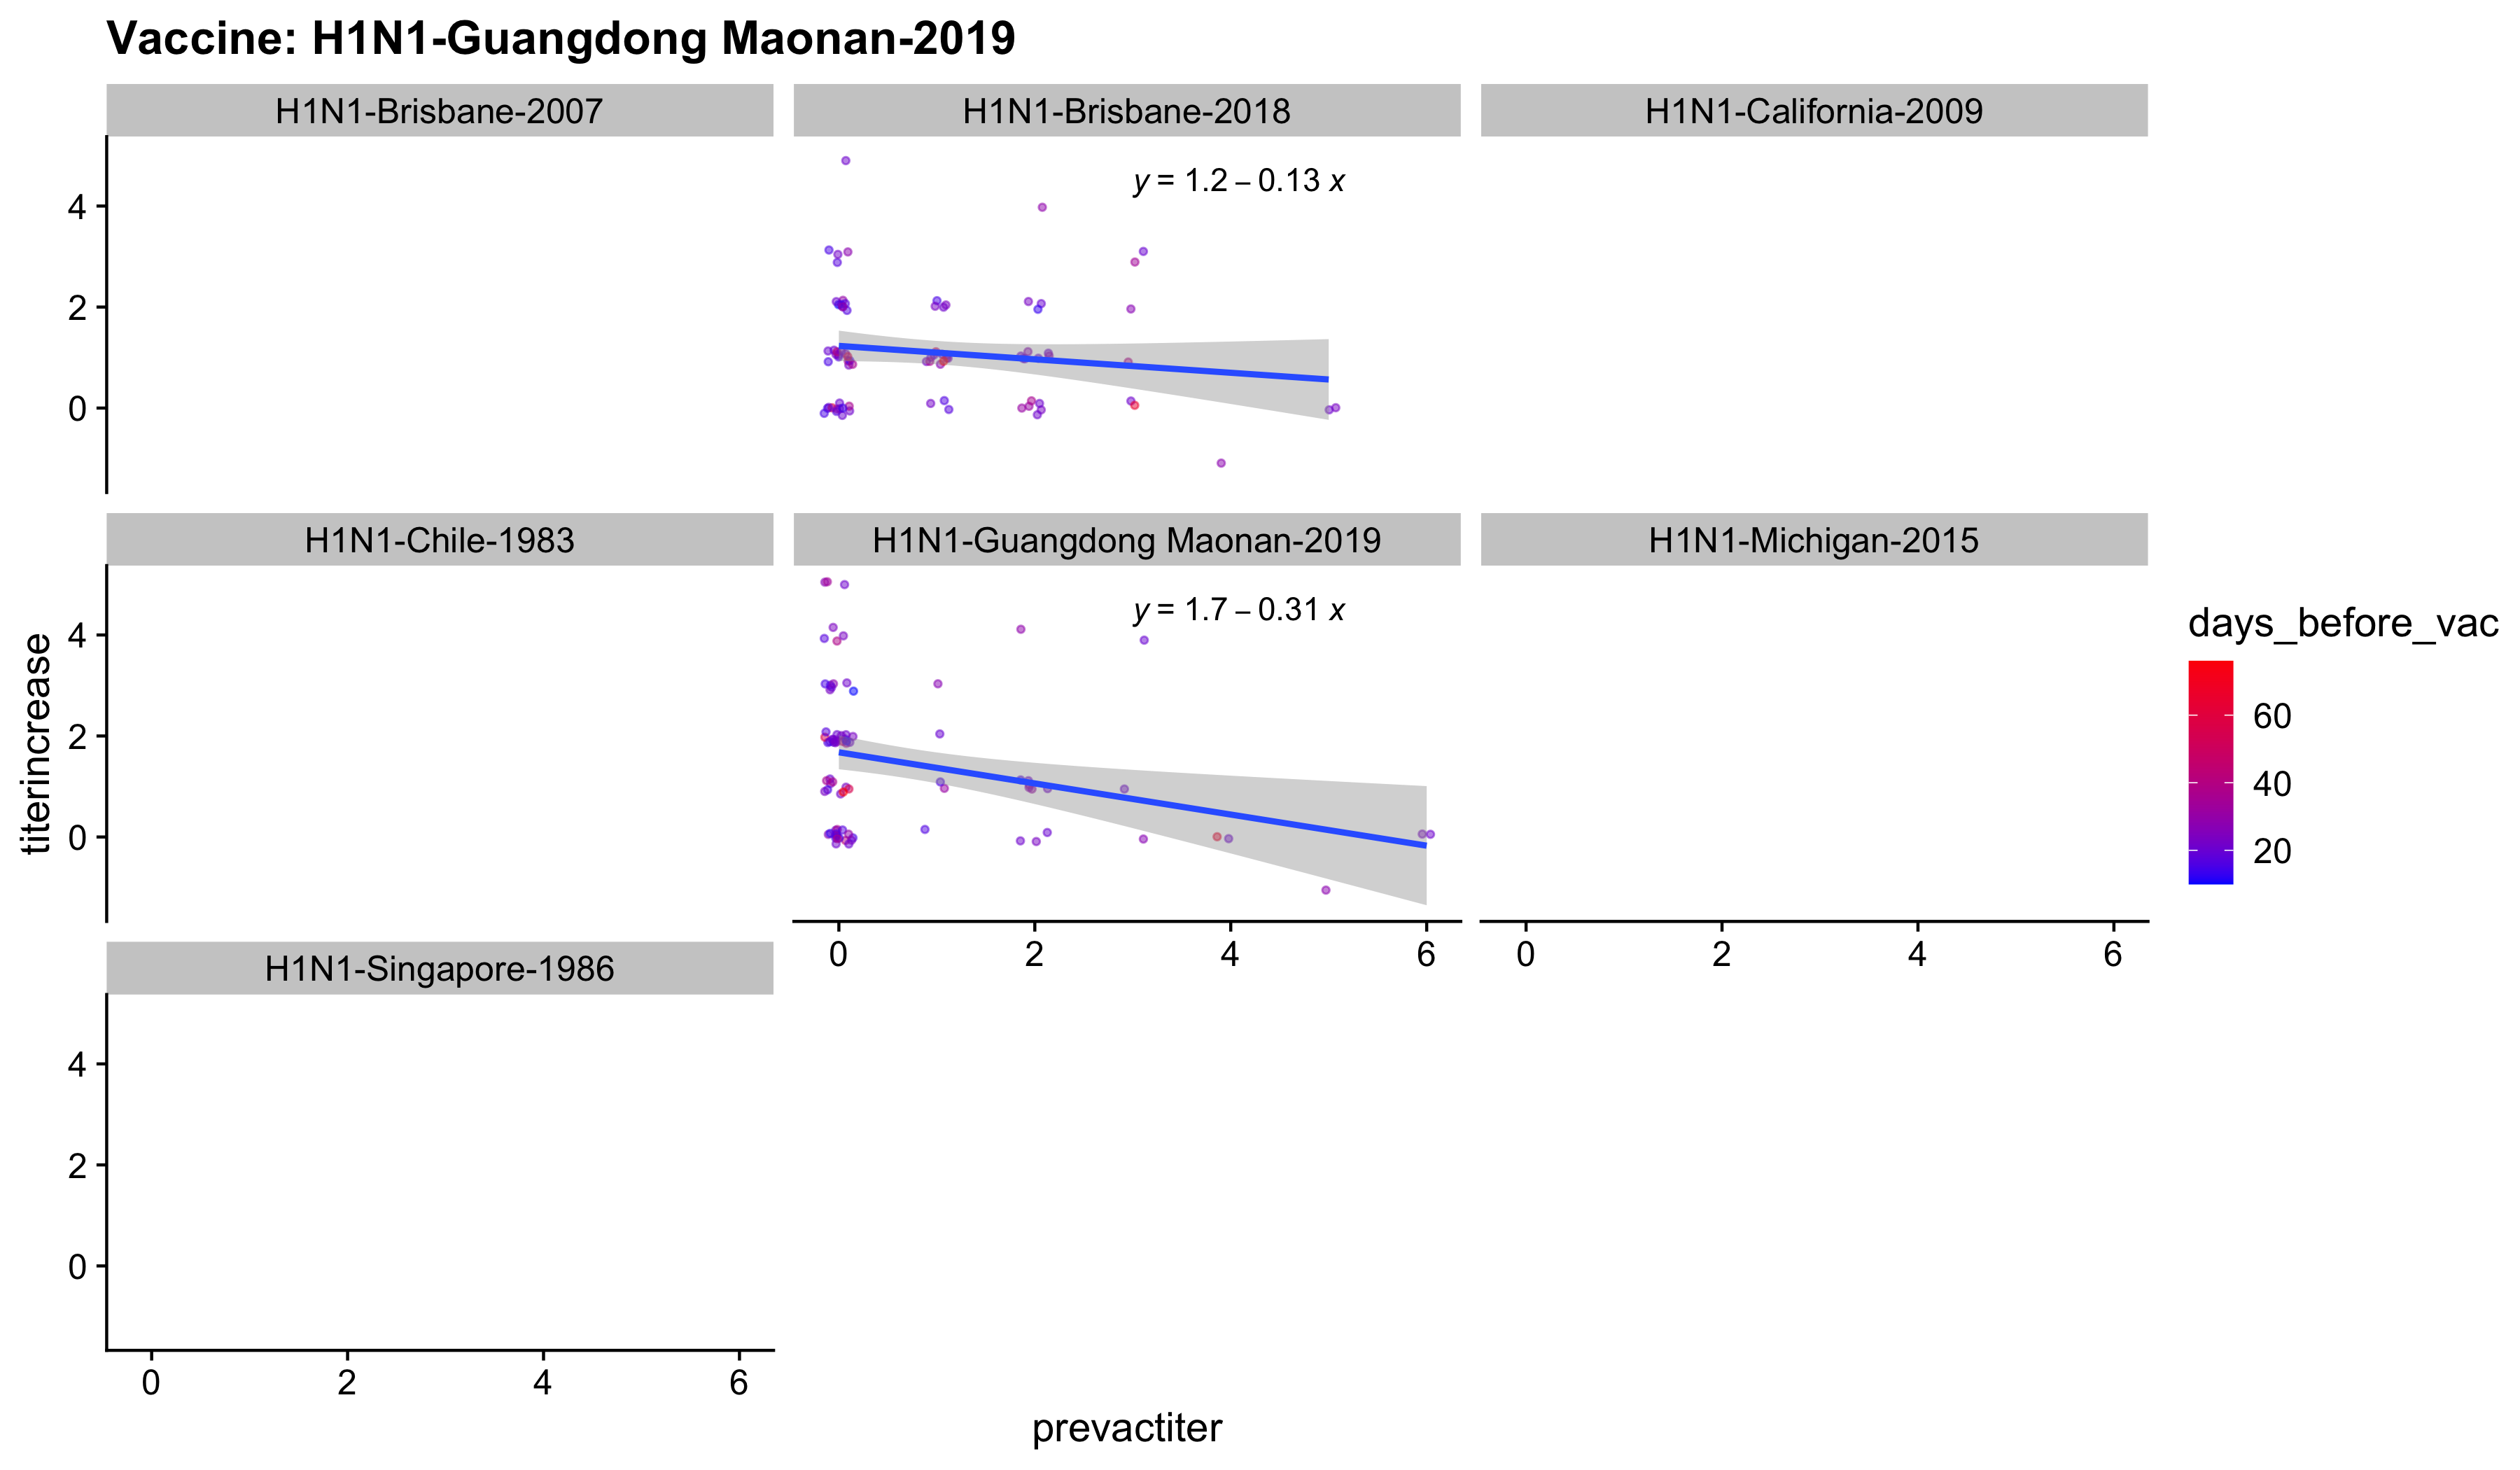 Vaccine: H1N1-Guangdong Maonan-2019
H1N1-Brisbane-2007
H1N1-Brisbane-2018
H1N1-California-2009
y = 1.2 – 0.13 x
4
2
0
H1N1-Chile-1983
H1N1-Guangdong Maonan-2019
H1N1-Michigan-2015
y = 1.7 – 0.31 x
4
2
0
0 2 4 6
0 2 4 6
titerincrease
days_before_vac
60
40
20
H1N1-Singapore-1986
4
2
0
0 2 4 6
prevactiter